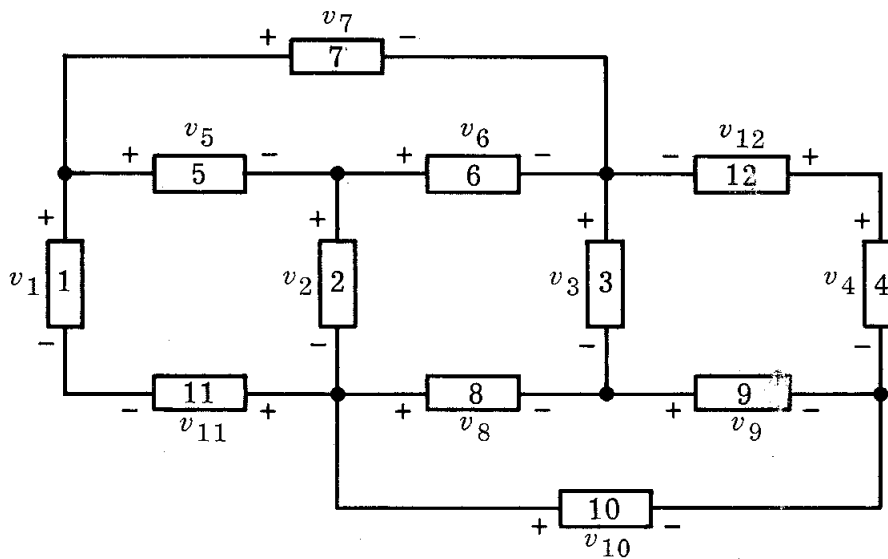 v7
+ 7 −
v5 v6 v12
+ 5 − + 6 − − 12 +
+ + + +
v1 1 v2 2 v3 3 v4 4
− − − −
− 11 + + 8 − + 9 −
v11 v8 v9
+ 10 −
v10